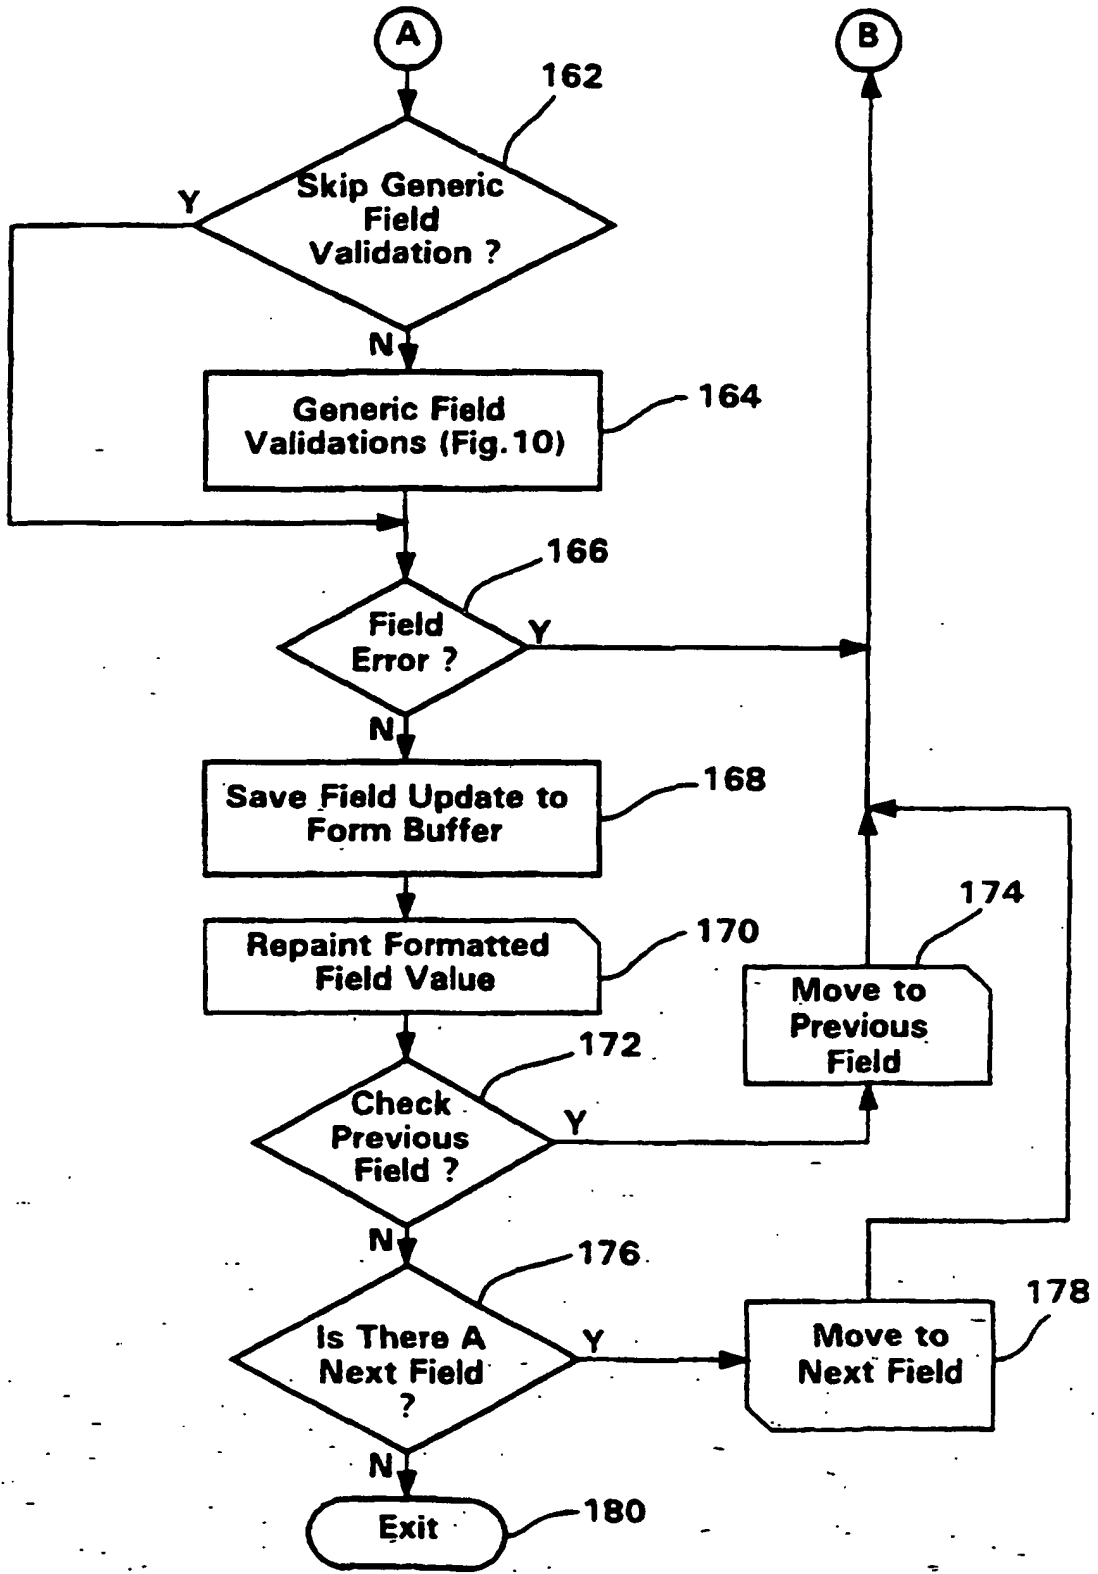 A
B
162
Skip Generic
Field
Validation ?
Y
N
Generic Field
Validations (Fig.10)
164
166
Field
Error ?
Y
N
Save Field Update to
Form Buffer
168
Repaint Formatted
Field Value
170
174
Move to
Previous
Field
172
Check
Previous
Field ?
Y
N
176
Is There A
Next Field
?
Y
Move to
Next Field
178
N
Exit
180